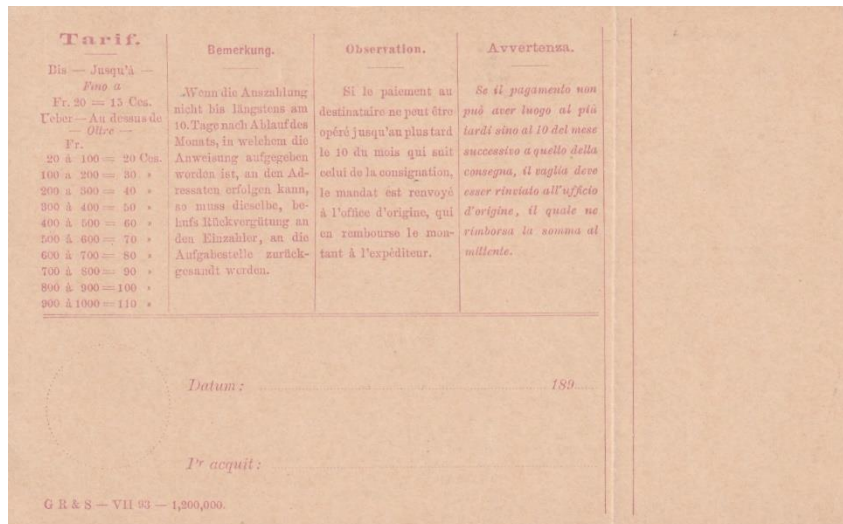 Tarif.
Bis — Jusqu'à —
Fino a
Fr. 20 = 15 Ces.
Ueber — Au dessus de
— Oltre —
Fr.
20 à 100 = 20 Ces.
100 à 200 = 30 »
200 à 300 = 40 »
300 à 400 = 50 »
400 à 500 = 60 »
500 à 600 = 70 »
600 à 700 = 80 »
700 à 800 = 90 »
800 à 900 = 100 »
900 à 1000 = 110 »
Bemerkung.
Wenn die Auszahlung
nicht bis längstens am
10. Tage nach Ablauf des
Monats, in welchem die
Anweisung aufgegeben
worden ist, an den Ad-
ressaten erfolgen kann,
so muss dieselbe, be-
hufs Rückvergütung an
den Einzahler, an die
Aufgabestelle zurück-
gesandt werden.
Observation.
Si le paiement au
destinataire ne peut être
opéré jusqu'au plus tard
le 10 du mois qui suit
celui de la consignation,
le mandat est renvoyé
à l'office d'origine, qui
en rembourse le mon-
tant à l'expéditeur.
Avvertenza.
Se il pagamento non
può aver luogo al più
tardi sino al 10 del mese
successivo a quello della
consegna, il vaglia deve
esser rinviato all'ufficio
d'origine, il quale ne
rimborsa la somma al
mittente.
Datum: 189
Pr acquit:
G R & S — VII 93 — 1,200,000.